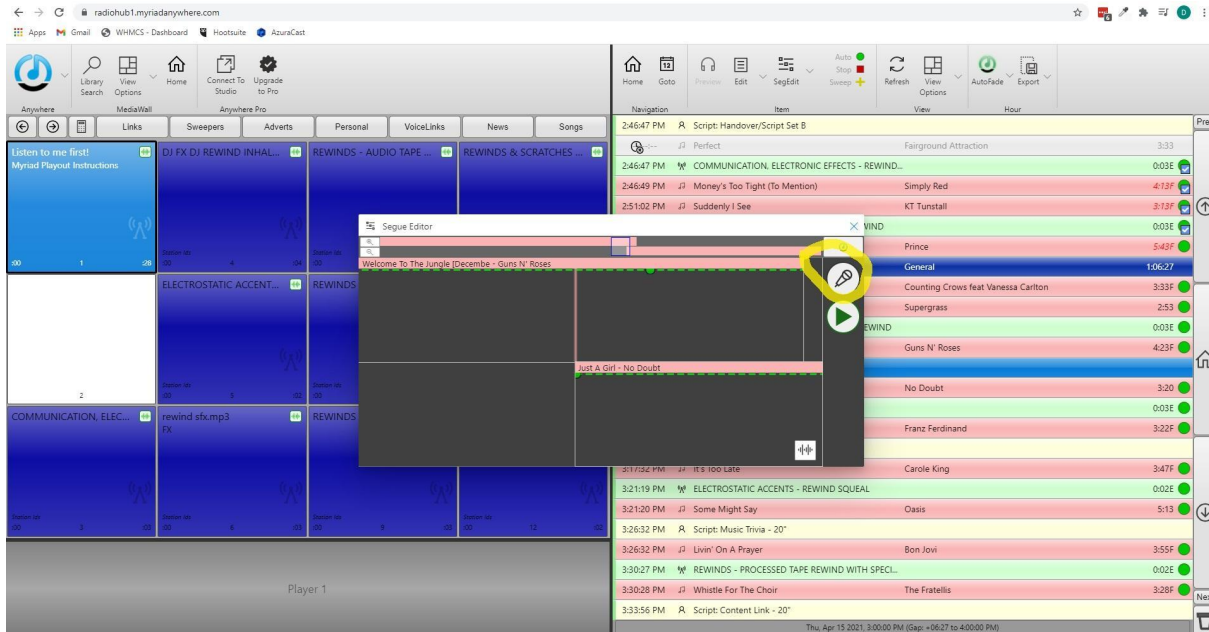 radiohub1.myriadanywhere.com
Apps Gmail WHMCS - Dashboard Hootsuite AzuraCast
Library Search View Options Home Connect To Studio Upgrade to Pro
Anywhere MediaWall Anywhere Pro
Links Sweepers Adverts Personal VoiceLinks News Songs
Listen to me first! DJ FX DJ REWIND INHAL... REWINDS - AUDIO TAPE ... REWINDS & SCRATCHES ...
Myriad Playout Instructions
:00 1 :28 :00 4 :04 :00
ELECTROSTATIC ACCENT... REWINDS
2 :00 5 :02 :00
COMMUNICATION, ELEC... rewind sfx.mp3 REWINDS
FX
:00 3 :03 :00 6 :03 :00 9 :03 :00 12 :02
Player 1
Segue Editor
Welcome To The Jungle [Decembe - Guns N' Roses
Just A Girl - No Doubt
Home Goto Preview Edit SegEdit Auto Stop Sweep Refresh View Options AutoFade Export
Navigation Item View Hour
2:46:47 PM Script: Handover/Script Set B
-:-- Perfect Fairground Attraction 3:33
2:46:47 PM COMMUNICATION, ELECTRONIC EFFECTS - REWIND... 0:03E
2:46:49 PM Money's Too Tight (To Mention) Simply Red 4:13F
2:51:02 PM Suddenly I See KT Tunstall 3:13F
WIND 0:03E
Prince 5:43F
General 1:06:27
Counting Crows feat Vanessa Carlton 3:33F
Supergrass 2:53
EWIND 0:03E
Guns N' Roses 4:23F
No Doubt 3:20
0:03E
Franz Ferdinand 3:22F
3:17:32 PM It's Too Late Carole King 3:47F
3:21:19 PM ELECTROSTATIC ACCENTS - REWIND SQUEAL 0:02E
3:21:20 PM Some Might Say Oasis 5:13
3:26:32 PM Script: Music Trivia - 20"
3:26:32 PM Livin' On A Prayer Bon Jovi 3:55F
3:30:27 PM REWINDS - PROCESSED TAPE REWIND WITH SPECI... 0:02E
3:30:28 PM Whistle For The Choir The Fratellis 3:28F
3:33:56 PM Script: Content Link - 20"
Thu, Apr 15 2021, 3:00:00 PM (Gap: +06:27 to 4:00:00 PM)